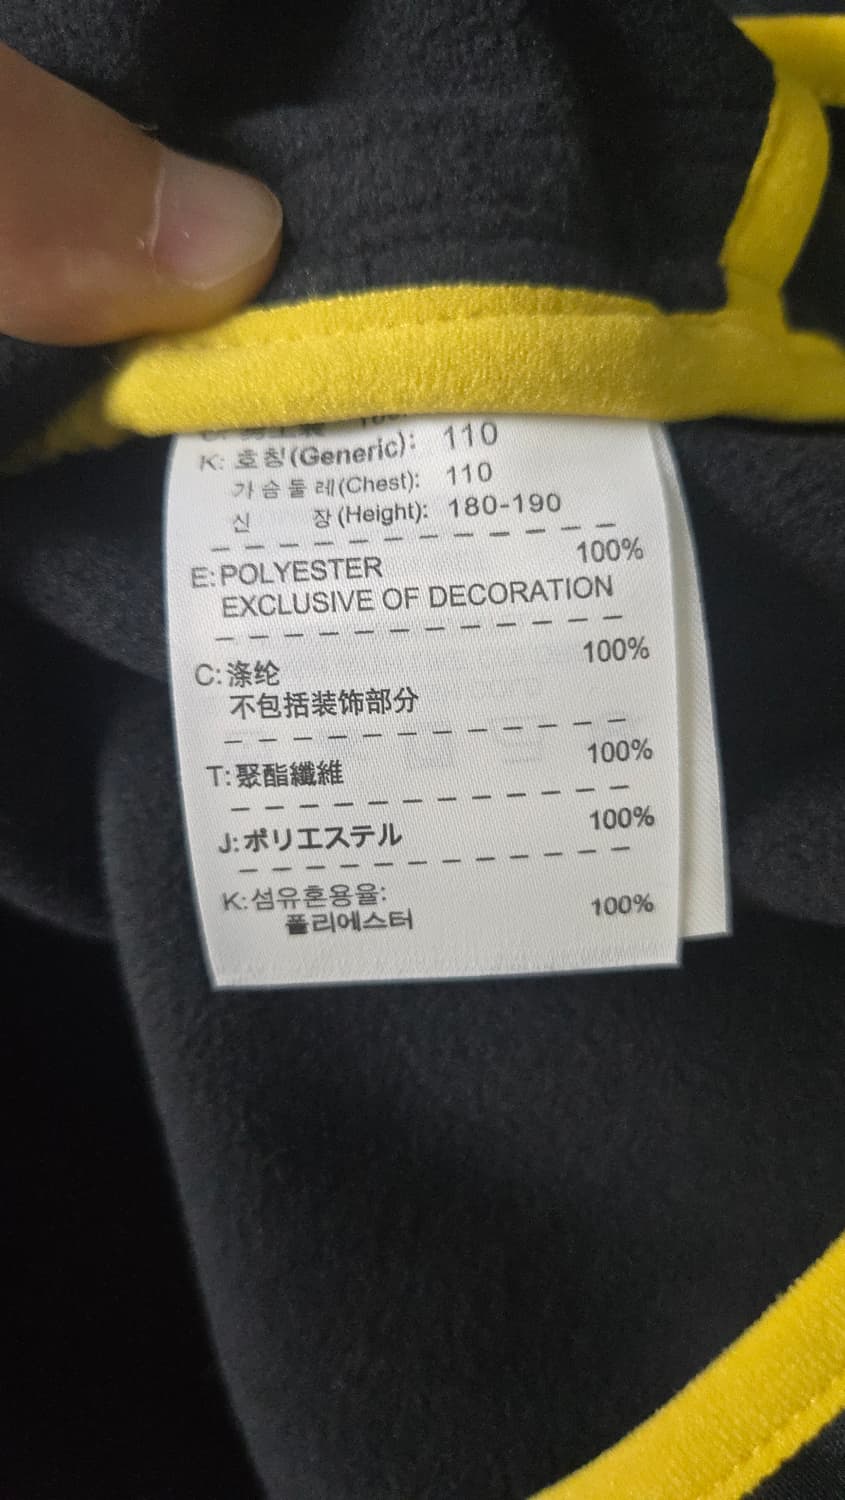 K: 호칭(Generic): 110
가슴둘레(Chest): 110
신 장(Height): 180-190
E:POLYESTER 100%
EXCLUSIVE OF DECORATION
C:涤纶 100%
不包括装饰部分
T:聚酯纖維 100%
J:ポリエステル 100%
K:섬유혼용율:
폴리에스터 100%